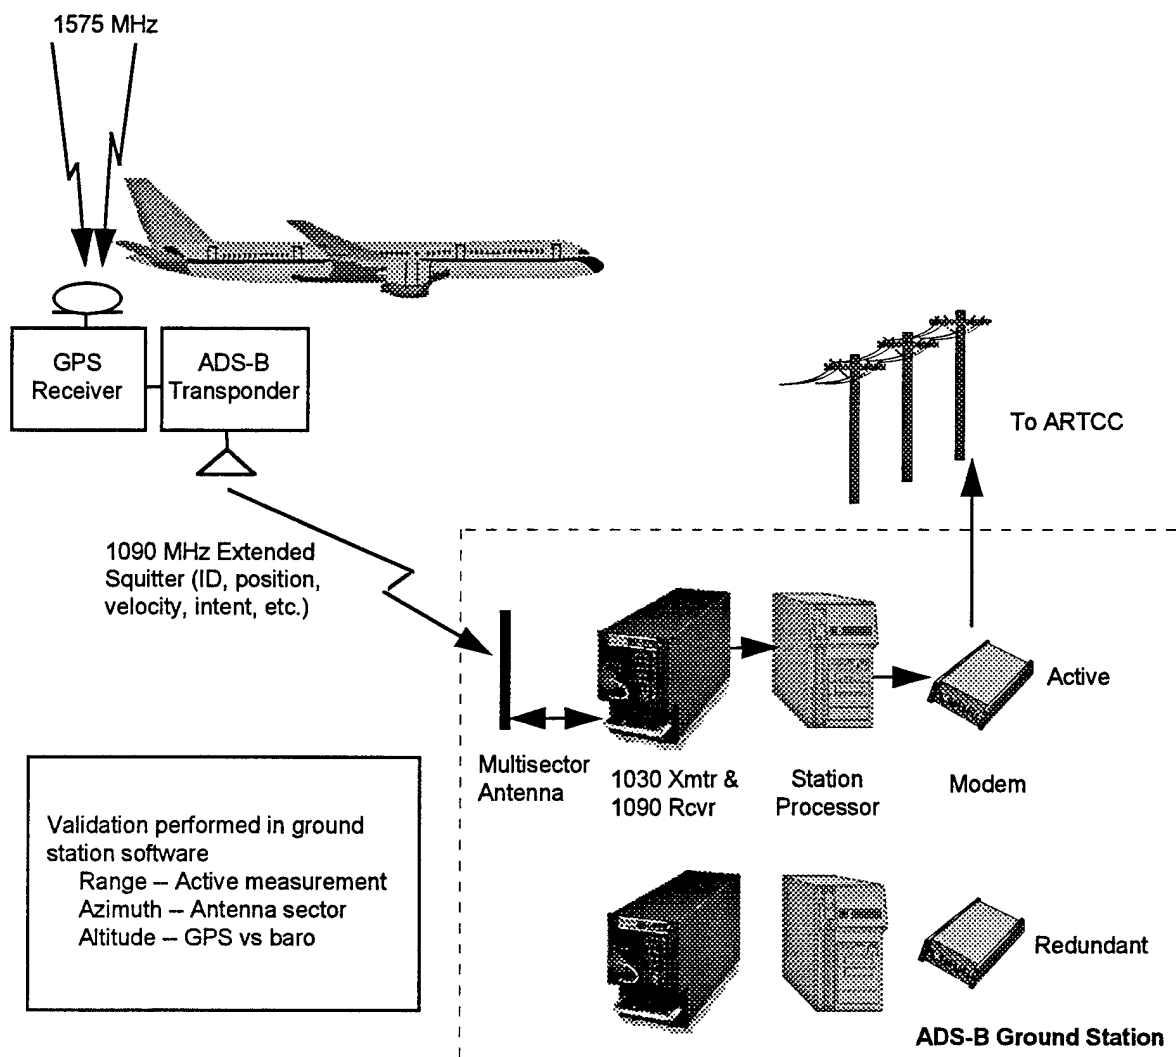 1575 MHz
GPS
Receiver
ADS-B
Transponder
To ARTCC
1090 MHz Extended
Squitter (ID, position,
velocity, intent, etc.)
Active
Multisector
Antenna
1030 Xmtr &
1090 Rcvr
Station
Processor
Modem
Validation performed in ground
station software
Range – Active measurement
Azimuth – Antenna sector
Altitude – GPS vs baro
Redundant
ADS-B Ground Station